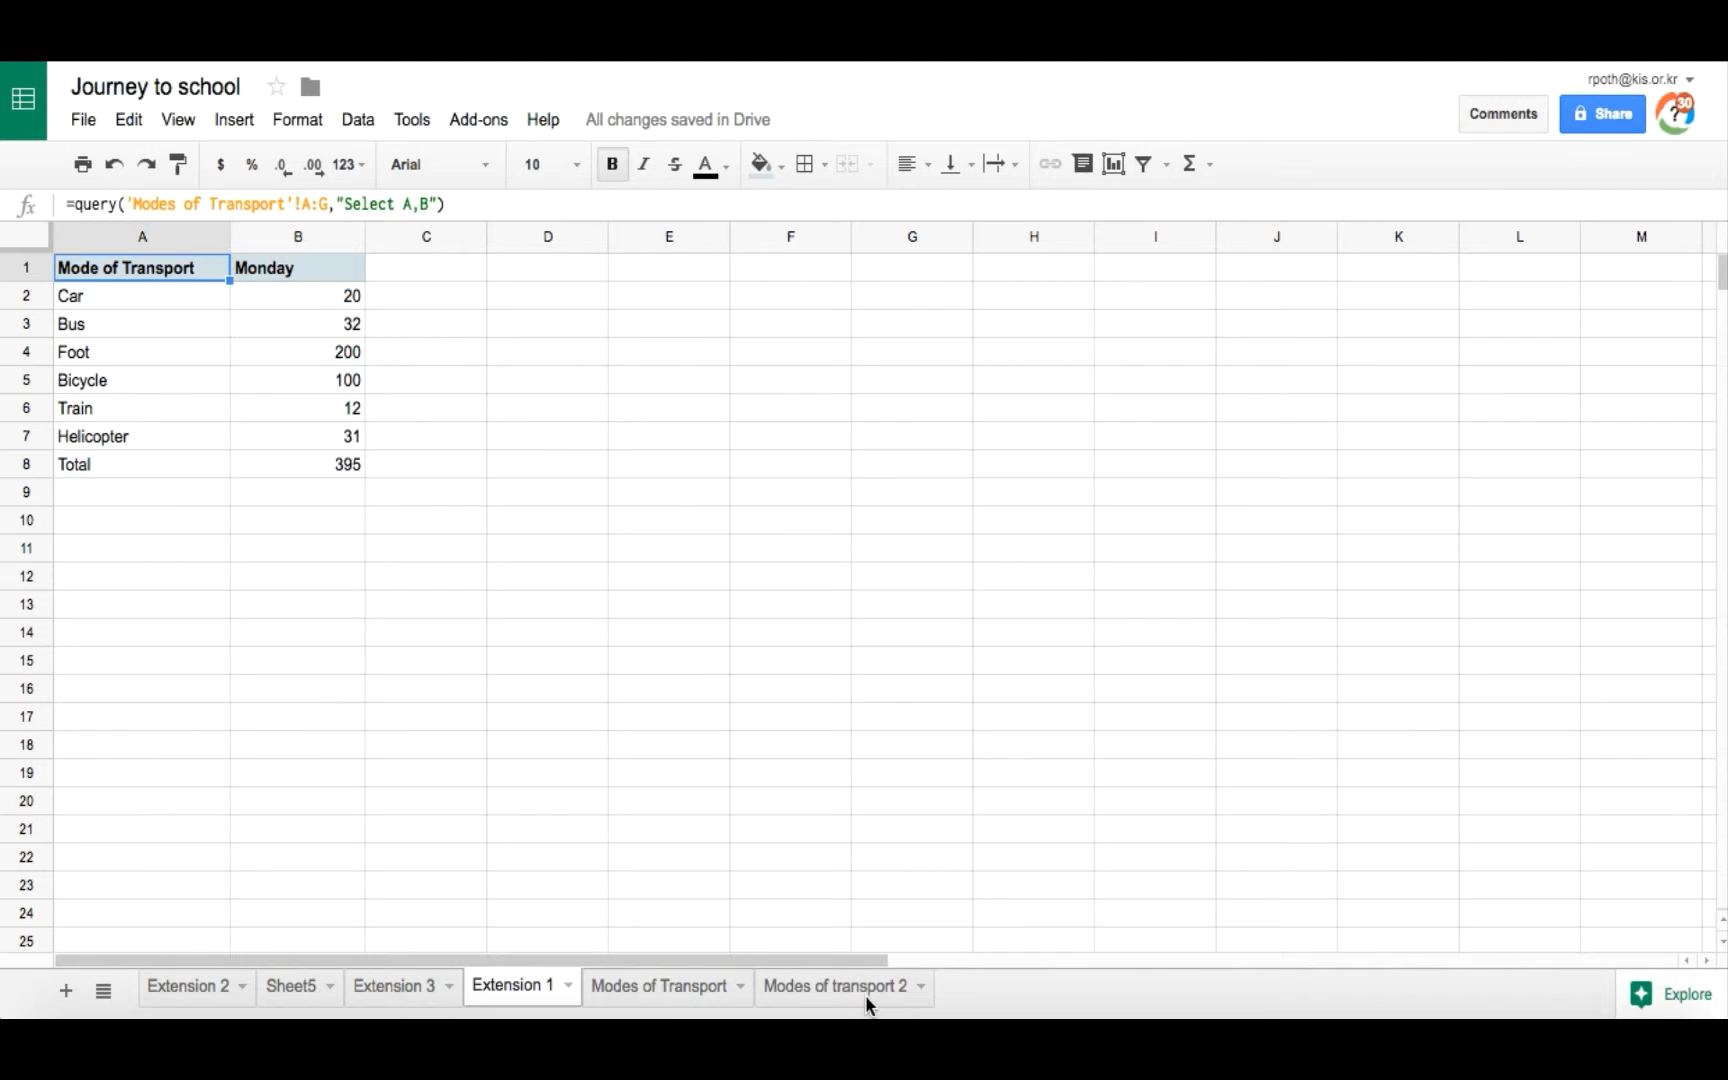 Journey to school
rpoth@kis.or.kr
File Edit View Insert Format Data Tools Add-ons Help All changes saved in Drive
Comments Share 30
$ % .0 .00 123 Arial 10 B I S A Σ
fx =query('Modes of Transport'!A:G,"Select A,B")
A B C D E F G H I J K L M
1 Mode of Transport Monday
2 Car 20
3 Bus 32
4 Foot 200
5 Bicycle 100
6 Train 12
7 Helicopter 31
8 Total 395
9
10
11
12
13
14
15
16
17
18
19
20
21
22
23
24
25
+ Extension 2 Sheet5 Extension 3 Extension 1 Modes of Transport Modes of transport 2 Explore